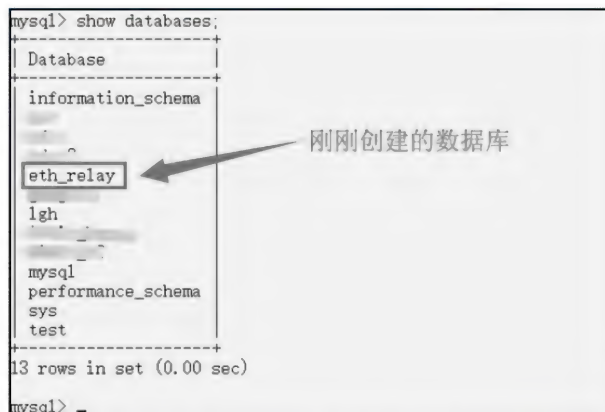 mysql> show databases;
+--------------------+
| Database           |
+--------------------+
| information_schema |
| eth_relay          |
刚刚创建的数据库
| lgh                |
| mysql              |
| performance_schema |
| sys                |
| test               |
+--------------------+
13 rows in set (0.00 sec)
mysql> _